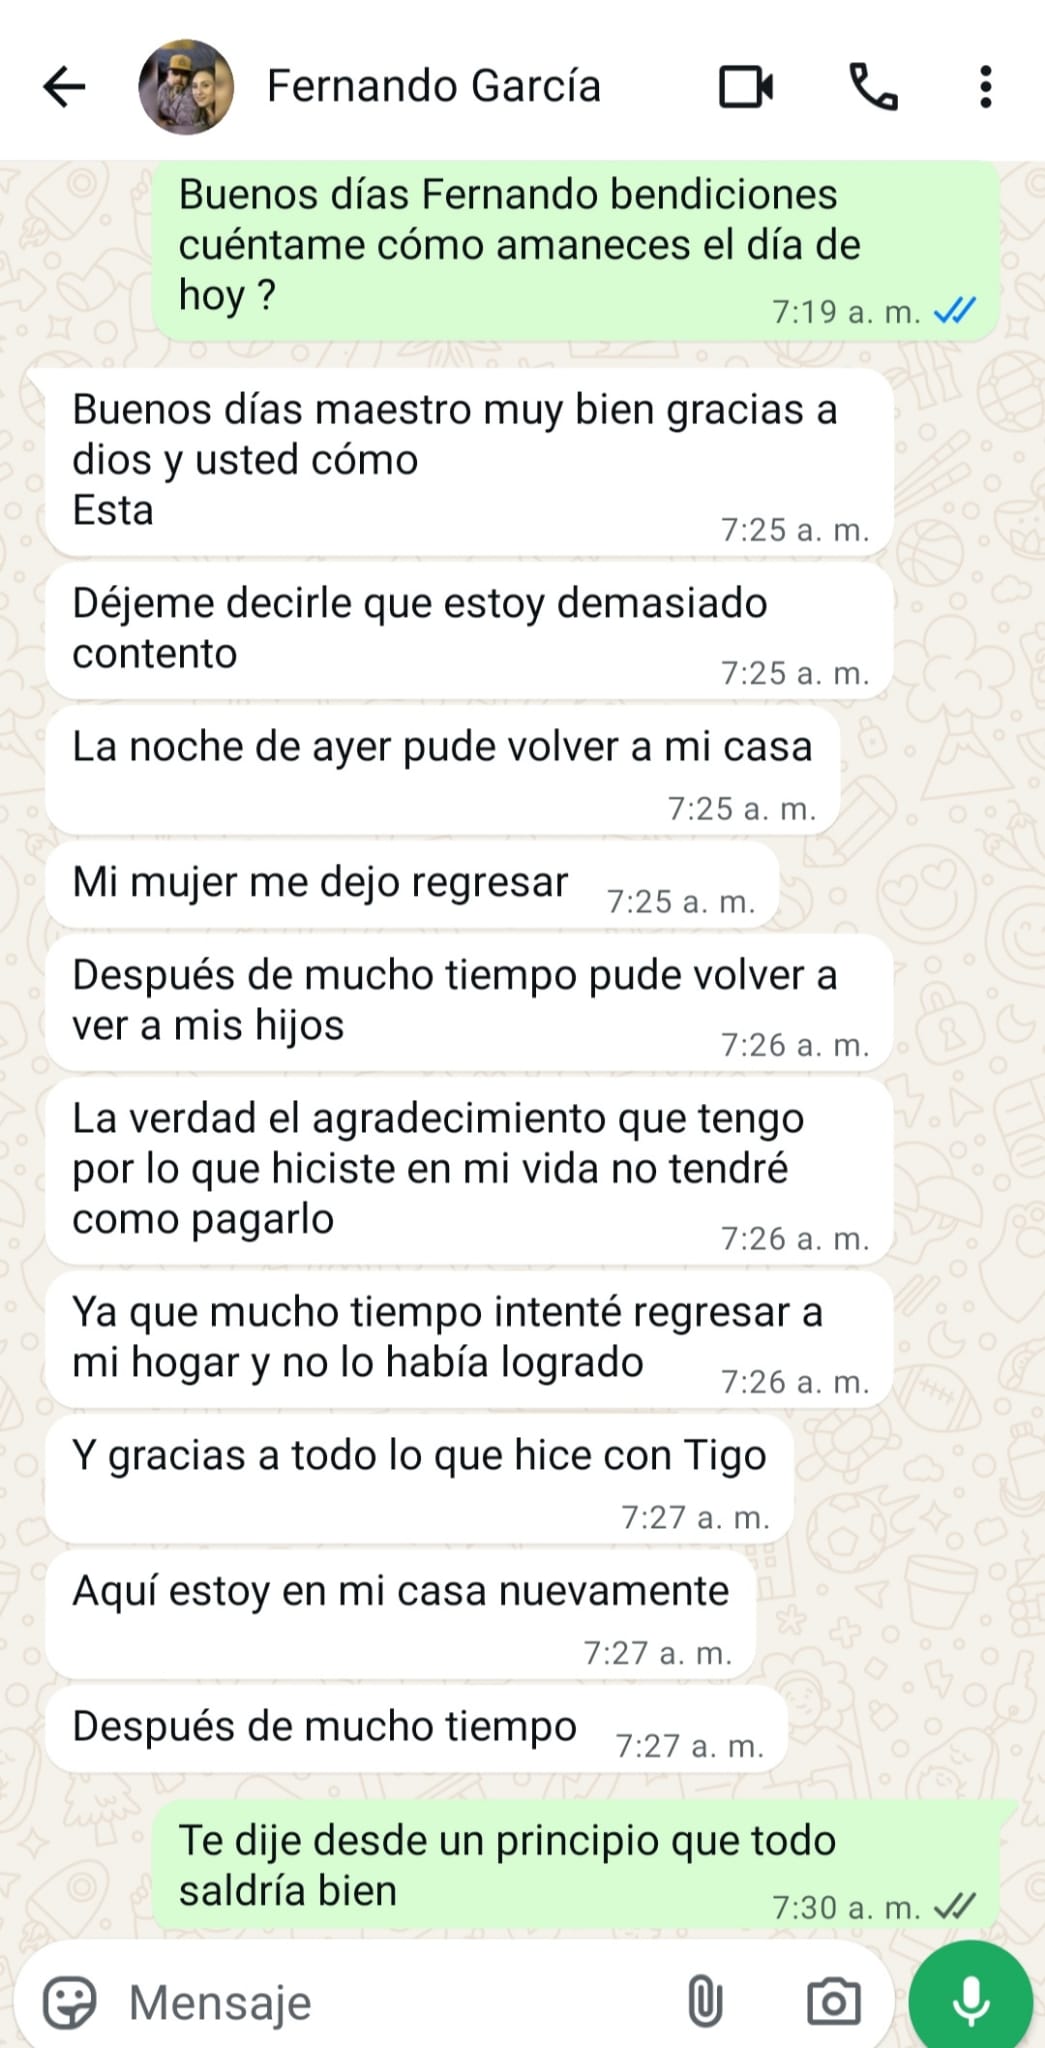 Fernando García
Buenos días Fernando bendiciones
cuéntame cómo amaneces el día de
hoy ?
7:19 a. m.
Buenos días maestro muy bien gracias a
dios y usted cómo
Esta
7:25 a. m.
Déjeme decirle que estoy demasiado
contento
7:25 a. m.
La noche de ayer pude volver a mi casa
7:25 a. m.
Mi mujer me dejo regresar
7:25 a. m.
Después de mucho tiempo pude volver a
ver a mis hijos
7:26 a. m.
La verdad el agradecimiento que tengo
por lo que hiciste en mi vida no tendré
como pagarlo
7:26 a. m.
Ya que mucho tiempo intenté regresar a
mi hogar y no lo había logrado
7:26 a. m.
Y gracias a todo lo que hice con Tigo
7:27 a. m.
Aquí estoy en mi casa nuevamente
7:27 a. m.
Después de mucho tiempo
7:27 a. m.
Te dije desde un principio que todo
saldría bien
7:30 a. m.
Mensaje